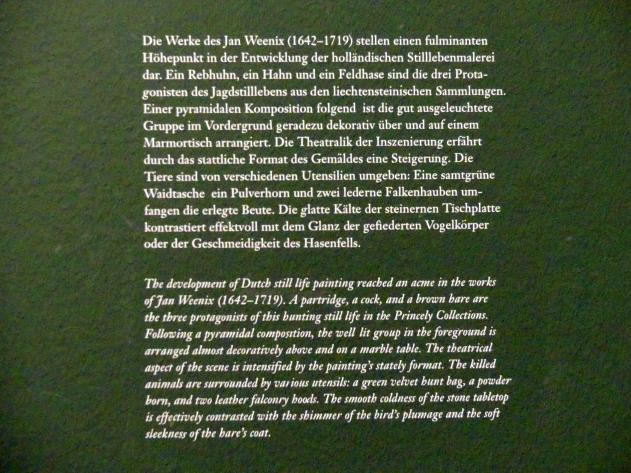 Die Werke des Jan Weenix (1642–1719) stellen einen fulminanten
Höhepunkt in der Entwicklung der holländischen Stilllebenmalerei
dar. Ein Rebhuhn, ein Hahn und ein Feldhase sind die drei Prota-
gonisten des Jagdstilllebens aus den liechtensteinischen Sammlungen.
Einer pyramidalen Komposition folgend ist die gut ausgeleuchtete
Gruppe im Vordergrund geradezu dekorativ über und auf einem
Marmortisch arrangiert. Die Theatralik der Inszenierung erfährt
durch das stattliche Format des Gemäldes eine Steigerung. Die
Tiere sind von verschiedenen Utensilien umgeben: Eine samtgrüne
Waidtasche ein Pulverhorn und zwei lederne Falkenhauben um-
fangen die erlegte Beute. Die glatte Kälte der steinernen Tischplatte
kontrastiert effektvoll mit dem Glanz der gefiederten Vogelkörper
oder der Geschmeidigkeit des Hasenfells.
The development of Dutch still life painting reached an acme in the works
of Jan Weenix (1642–1719). A partridge, a cock, and a brown hare are
the three protagonists of this hunting still life in the Princely Collections.
Following a pyramidal composition, the well lit group in the foreground is
arranged almost decoratively above and on a marble table. The theatrical
aspect of the scene is intensified by the painting's stately format. The killed
animals are surrounded by various utensils: a green velvet hunt bag, a powder
horn, and two leather falconry hoods. The smooth coldness of the stone tabletop
is effectively contrasted with the shimmer of the bird's plumage and the soft
sleekness of the hare's coat.